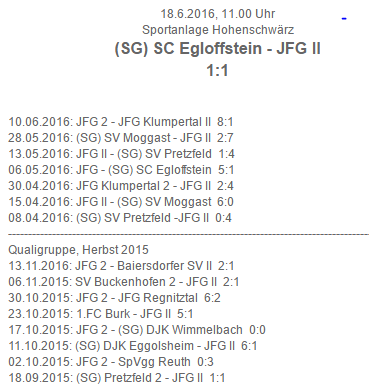 18.6.2016, 11.00 Uhr
Sportanlage Hohenschwärz
(SG) SC Egloffstein - JFG II
1:1
10.06.2016: JFG 2 - JFG Klumpertal II 8:1
28.05.2016: (SG) SV Moggast - JFG II 2:7
13.05.2016: JFG II - (SG) SV Pretzfeld 1:4
06.05.2016: JFG - (SG) SC Egloffstein 5:1
30.04.2016: JFG Klumpertal 2 - JFG II 2:4
15.04.2016: JFG II - (SG) SV Moggast 6:0
08.04.2016: (SG) SV Pretzfeld -JFG II 0:4
Qualigruppe, Herbst 2015
13.11.2016: JFG 2 - Baiersdorfer SV II 2:1
06.11.2015: SV Buckenhofen 2 - JFG II 2:1
30.10.2015: JFG 2 - JFG Regnitztal 6:2
23.10.2015: 1.FC Burk - JFG II 5:1
17.10.2015: JFG 2 - (SG) DJK Wimmelbach 0:0
11.10.2015: (SG) DJK Eggolsheim - JFG II 6:1
02.10.2015: JFG 2 - SpVgg Reuth 0:3
18.09.2015: (SG) Pretzfeld 2 - JFG II 1:1